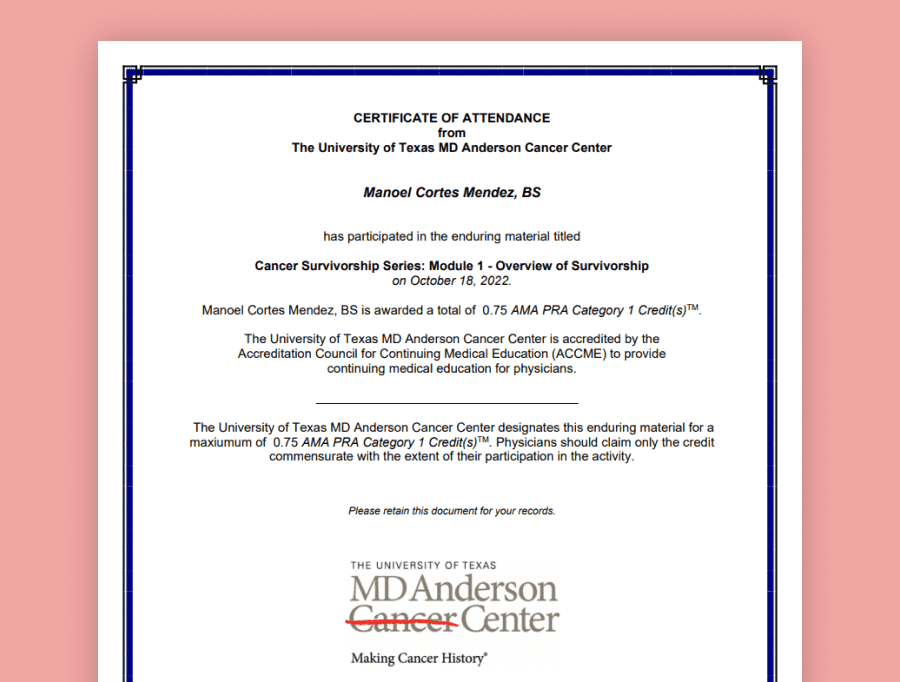 CERTIFICATE OF ATTENDANCE
from
The University of Texas MD Anderson Cancer Center
Manoel Cortes Mendez, BS
has participated in the enduring material titled
Cancer Survivorship Series: Module 1 - Overview of Survivorship
on October 18, 2022.
Manoel Cortes Mendez, BS is awarded a total of  0.75 AMA PRA Category 1 Credit(s)™.
The University of Texas MD Anderson Cancer Center is accredited by the
Accreditation Council for Continuing Medical Education (ACCME) to provide
continuing medical education for physicians.
The University of Texas MD Anderson Cancer Center designates this enduring material for a
maxiumum of  0.75 AMA PRA Category 1 Credit(s)™. Physicians should claim only the credit
commensurate with the extent of their participation in the activity.
Please retain this document for your records.
THE UNIVERSITY OF TEXAS
MD Anderson
Cancer Center
Making Cancer History®